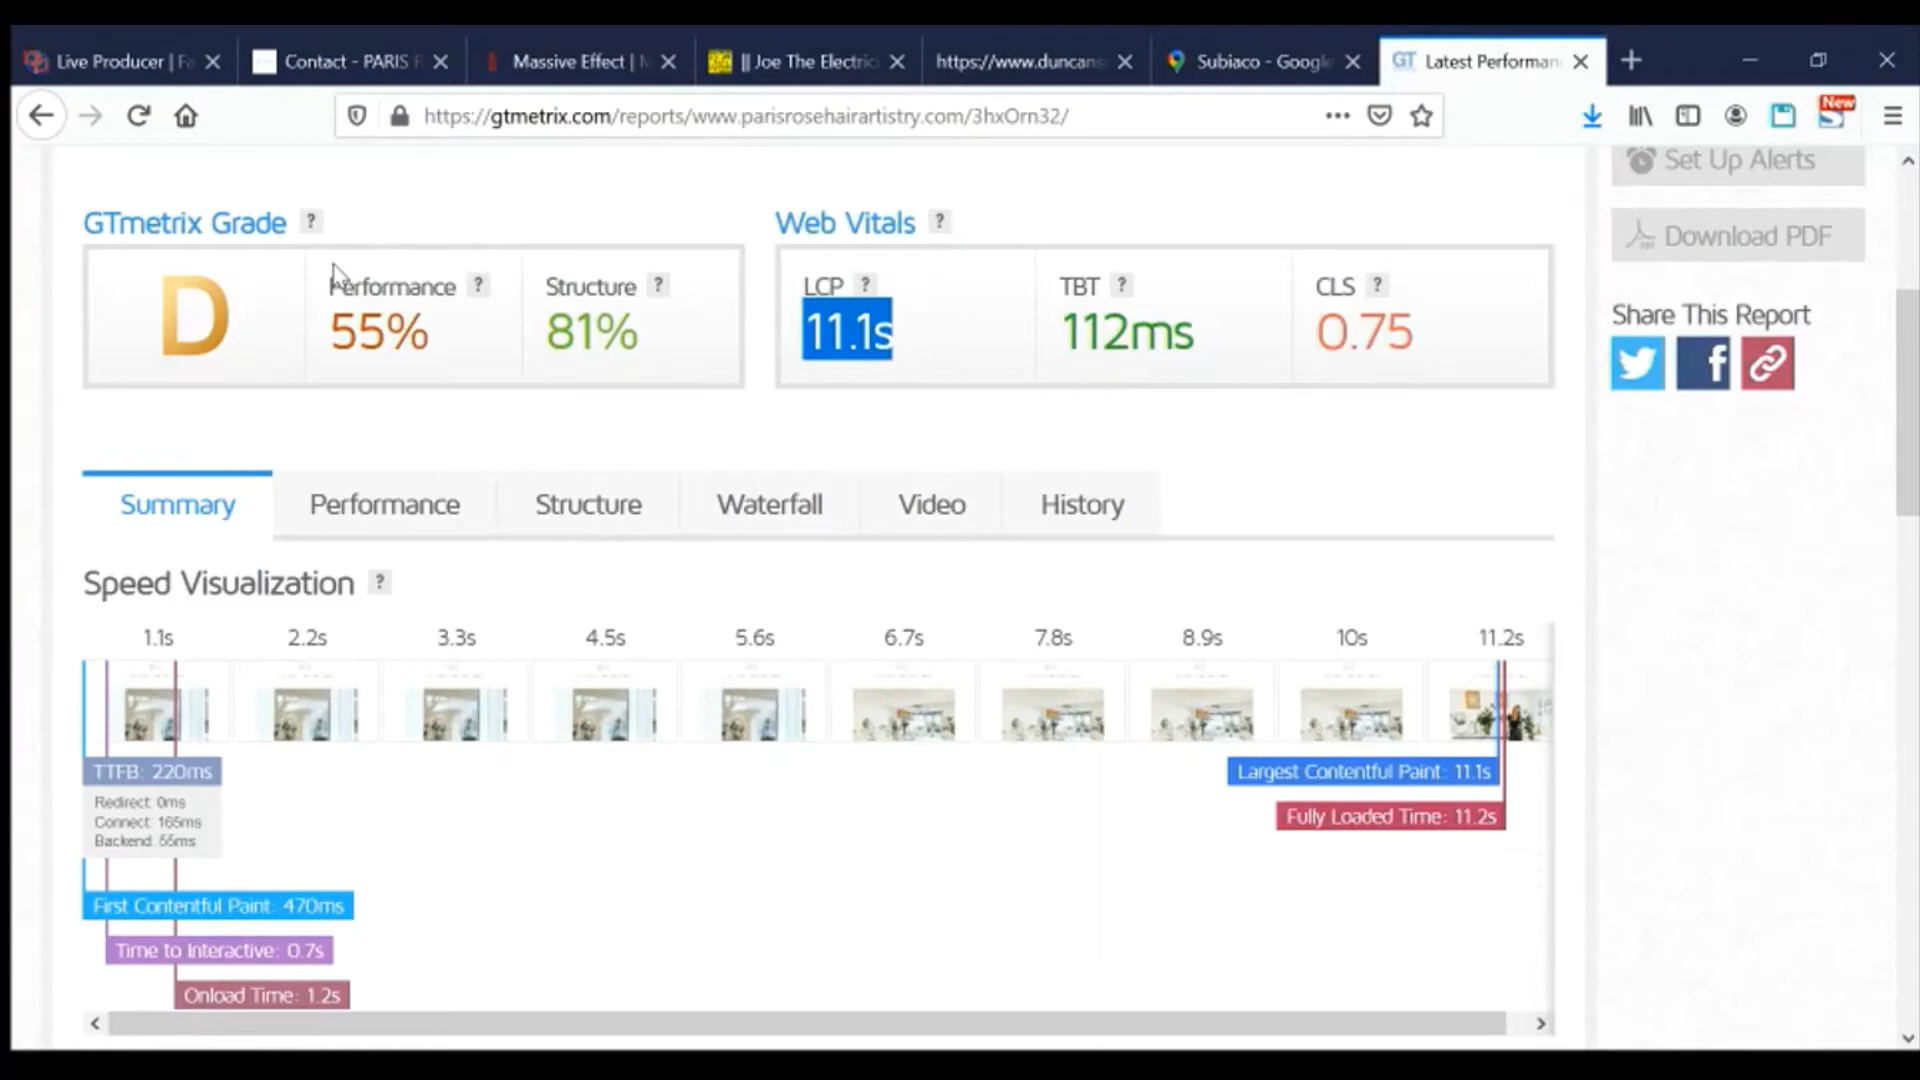 Live Producer | Fa
Contact - PARIS R
Massive Effect |
|| Joe The Electric
https://www.duncans
Subiaco - Google
GT Latest Performan
https://gtmetrix.com/reports/www.parisrosehairartistry.com/3hxOrn32/
New
Set Up Alerts
Download PDF
Share This Report
GTmetrix Grade ?
Web Vitals ?
D
Performance ?
55%
Structure ?
81%
LCP ?
11.1s
TBT ?
112ms
CLS ?
0.75
Summary Performance Structure Waterfall Video History
Speed Visualization ?
1.1s 2.2s 3.3s 4.5s 5.6s 6.7s 7.8s 8.9s 10s 11.2s
TTFB: 220ms
Redirect: 0ms
Connect: 165ms
Backend: 55ms
Largest Contentful Paint: 11.1s
Fully Loaded Time: 11.2s
First Contentful Paint: 470ms
Time to Interactive: 0.7s
Onload Time: 1.2s